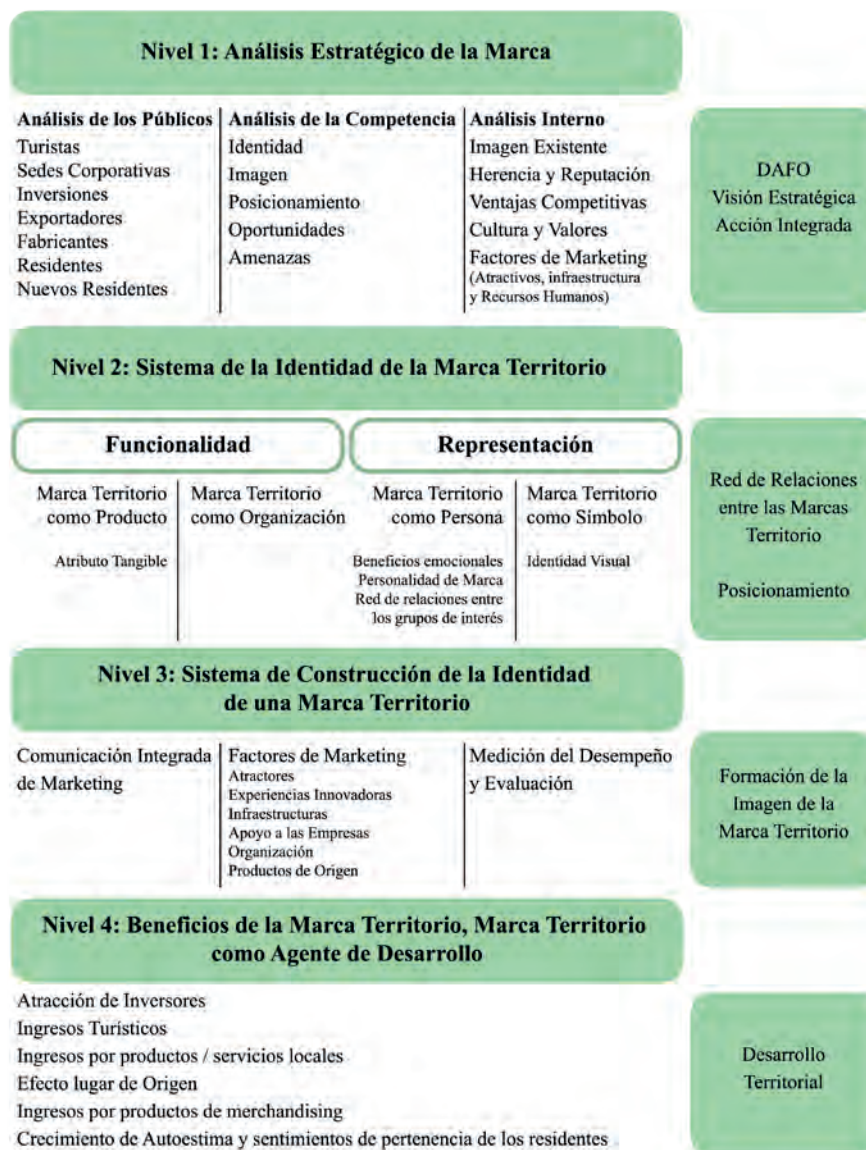 Nivel 1: Análisis Estratégico de la Marca
Análisis de los Públicos
Turistas
Sedes Corporativas
Inversiones
Exportadores
Fabricantes
Residentes
Nuevos Residentes
Análisis de la Competencia
Identidad
Imagen
Posicionamiento
Oportunidades
Amenazas
Análisis Interno
Imagen Existente
Herencia y Reputación
Ventajas Competitivas
Cultura y Valores
Factores de Marketing
(Atractivos, infraestructura
y Recursos Humanos)
DAFO
Visión Estratégica
Acción Integrada
Nivel 2: Sistema de la Identidad de la Marca Territorio
Funcionalidad
Marca Territorio
como Producto
Atributo Tangible
Marca Territorio
como Organización
Representación
Marca Territorio
como Persona
Beneficios emocionales
Personalidad de Marca
Red de relaciones entre
los grupos de interés
Marca Territorio
como Símbolo
Identidad Visual
Red de Relaciones
entre las Marcas
Territorio
Posicionamiento
Nivel 3: Sistema de Construcción de la Identidad
de una Marca Territorio
Comunicación Integrada
de Marketing
Factores de Marketing
Atractores
Experiencias Innovadoras
Infraestructuras
Apoyo a las Empresas
Organización
Productos de Origen
Medición del Desempeño
y Evaluación
Formación de la
Imagen de la
Marca Territorio
Nivel 4: Beneficios de la Marca Territorio, Marca Territorio
como Agente de Desarrollo
Atracción de Inversores
Ingresos Turísticos
Ingresos por productos / servicios locales
Efecto lugar de Origen
Ingresos por productos de merchandising
Crecimiento de Autoestima y sentimientos de pertenencia de los residentes
Desarrollo
Territorial